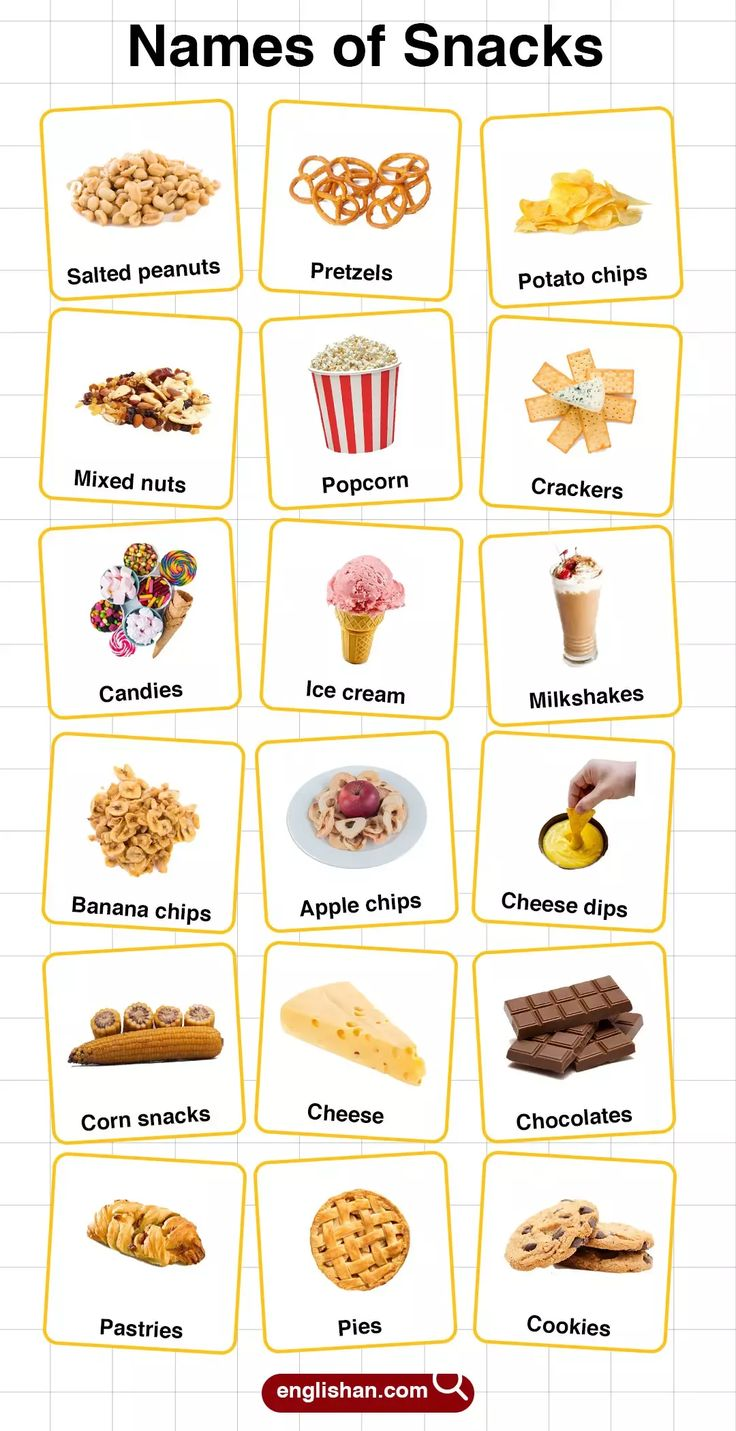 Names of Snacks
Salted peanuts
Pretzels
Potato chips
Mixed nuts
Popcorn
Crackers
Candies
Ice cream
Milkshakes
Banana chips
Apple chips
Cheese dips
Corn snacks
Cheese
Chocolates
Pastries
Pies
Cookies
englishan.com